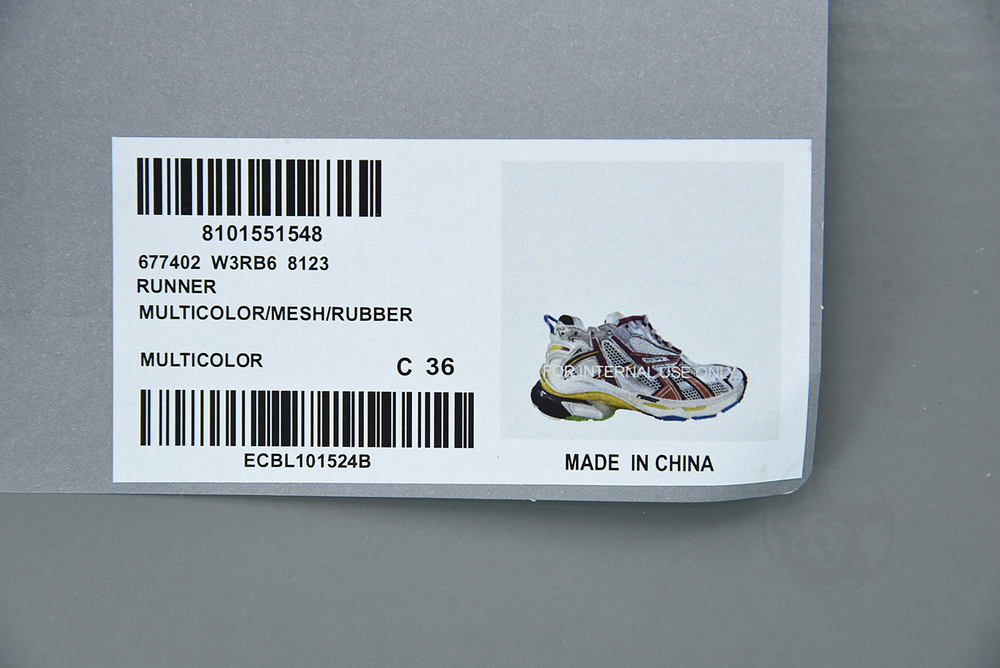 8101551548
677402 W3RB6 8123
RUNNER
MULTICOLOR/MESH/RUBBER
MULTICOLOR
C 36
ECBL101524B
FOR INTERNAL USE ONLY
MADE IN CHINA